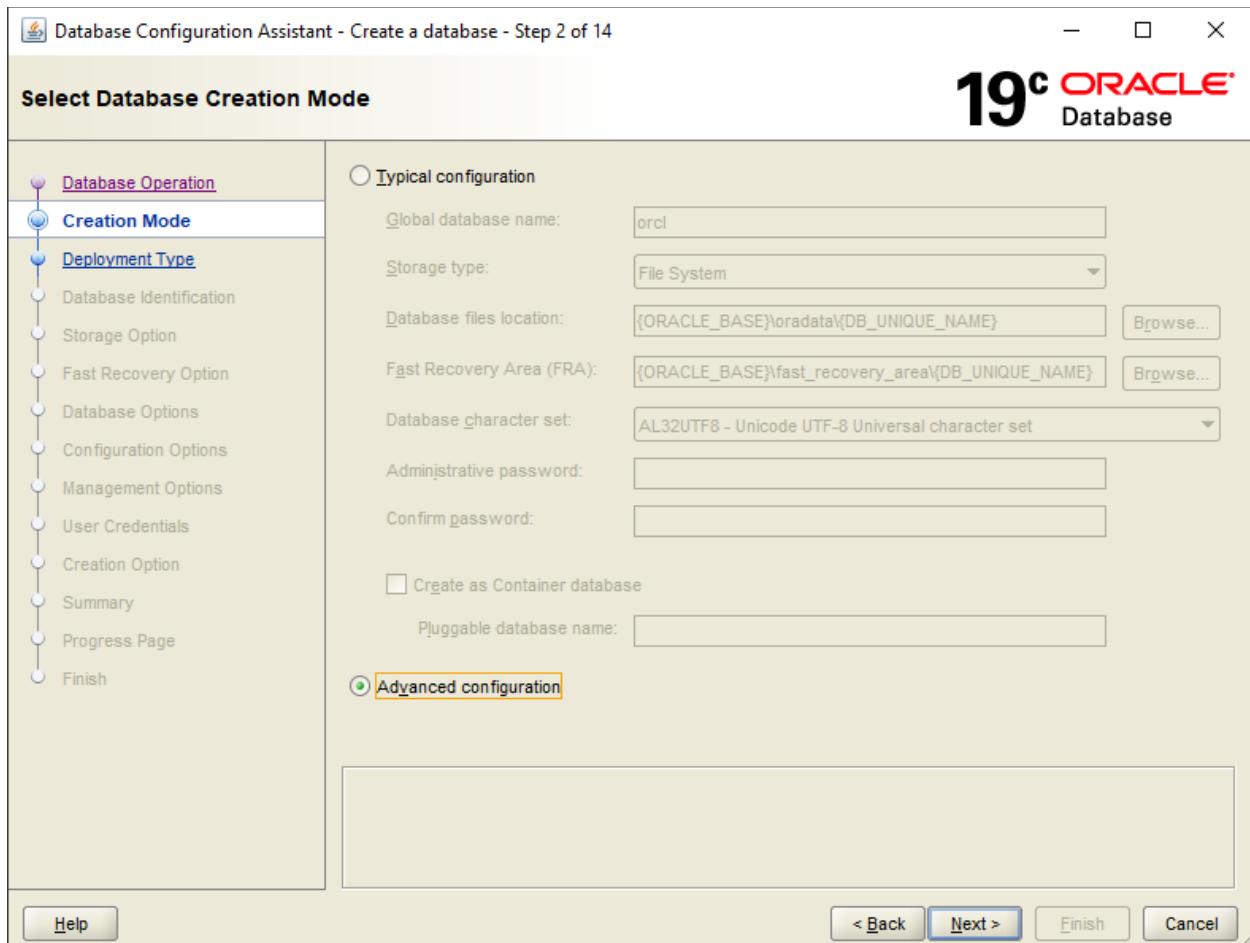 Database Configuration Assistant - Create a database - Step 2 of 14
Select Database Creation Mode
19c ORACLE
Database
Database Operation
Creation Mode
Deployment Type
Database Identification
Storage Option
Fast Recovery Option
Database Options
Configuration Options
Management Options
User Credentials
Creation Option
Summary
Progress Page
Finish
Typical configuration
Global database name: orcl
Storage type: File System
Database files location: {ORACLE_BASE}\oradata\{DB_UNIQUE_NAME} Browse...
Fast Recovery Area (FRA): {ORACLE_BASE}\fast_recovery_area\{DB_UNIQUE_NAME} Browse...
Database character set: AL32UTF8 - Unicode UTF-8 Universal character set
Administrative password:
Confirm password:
Create as Container database
Pluggable database name:
Advanced configuration
Help < Back Next > Finish Cancel